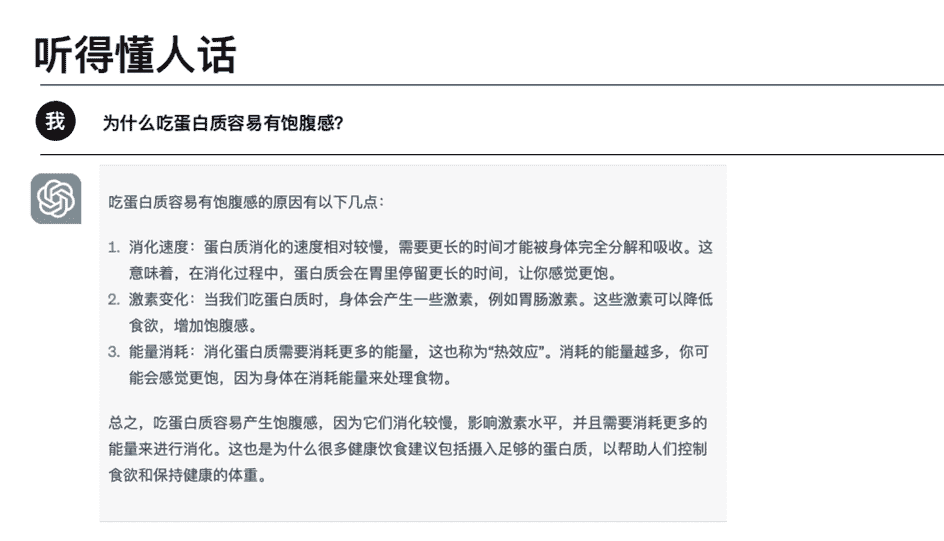 听得懂人话
我
为什么吃蛋白质容易有饱腹感?
吃蛋白质容易有饱腹感的原因有以下几点:
1. 消化速度:蛋白质消化的速度相对较慢,需要更长的时间才能被身体完全分解和吸收。这
意味着,在消化过程中,蛋白质会在胃里停留更长的时间,让你感觉更饱。
2. 激素变化:当我们吃蛋白质时,身体会产生一些激素,例如胃肠激素。这些激素可以降低
食欲,增加饱腹感。
3. 能量消耗:消化蛋白质需要消耗更多的能量,这也称为“热效应”。消耗的能量越多,你可
能会感觉更饱,因为身体在消耗能量来处理食物。
总之,吃蛋白质容易产生饱腹感,因为它们消化较慢,影响激素水平,并且需要消耗更多的
能量来进行消化。这也是为什么很多健康饮食建议包括摄入足够的蛋白质,以帮助人们控制
食欲和保持健康的体重。